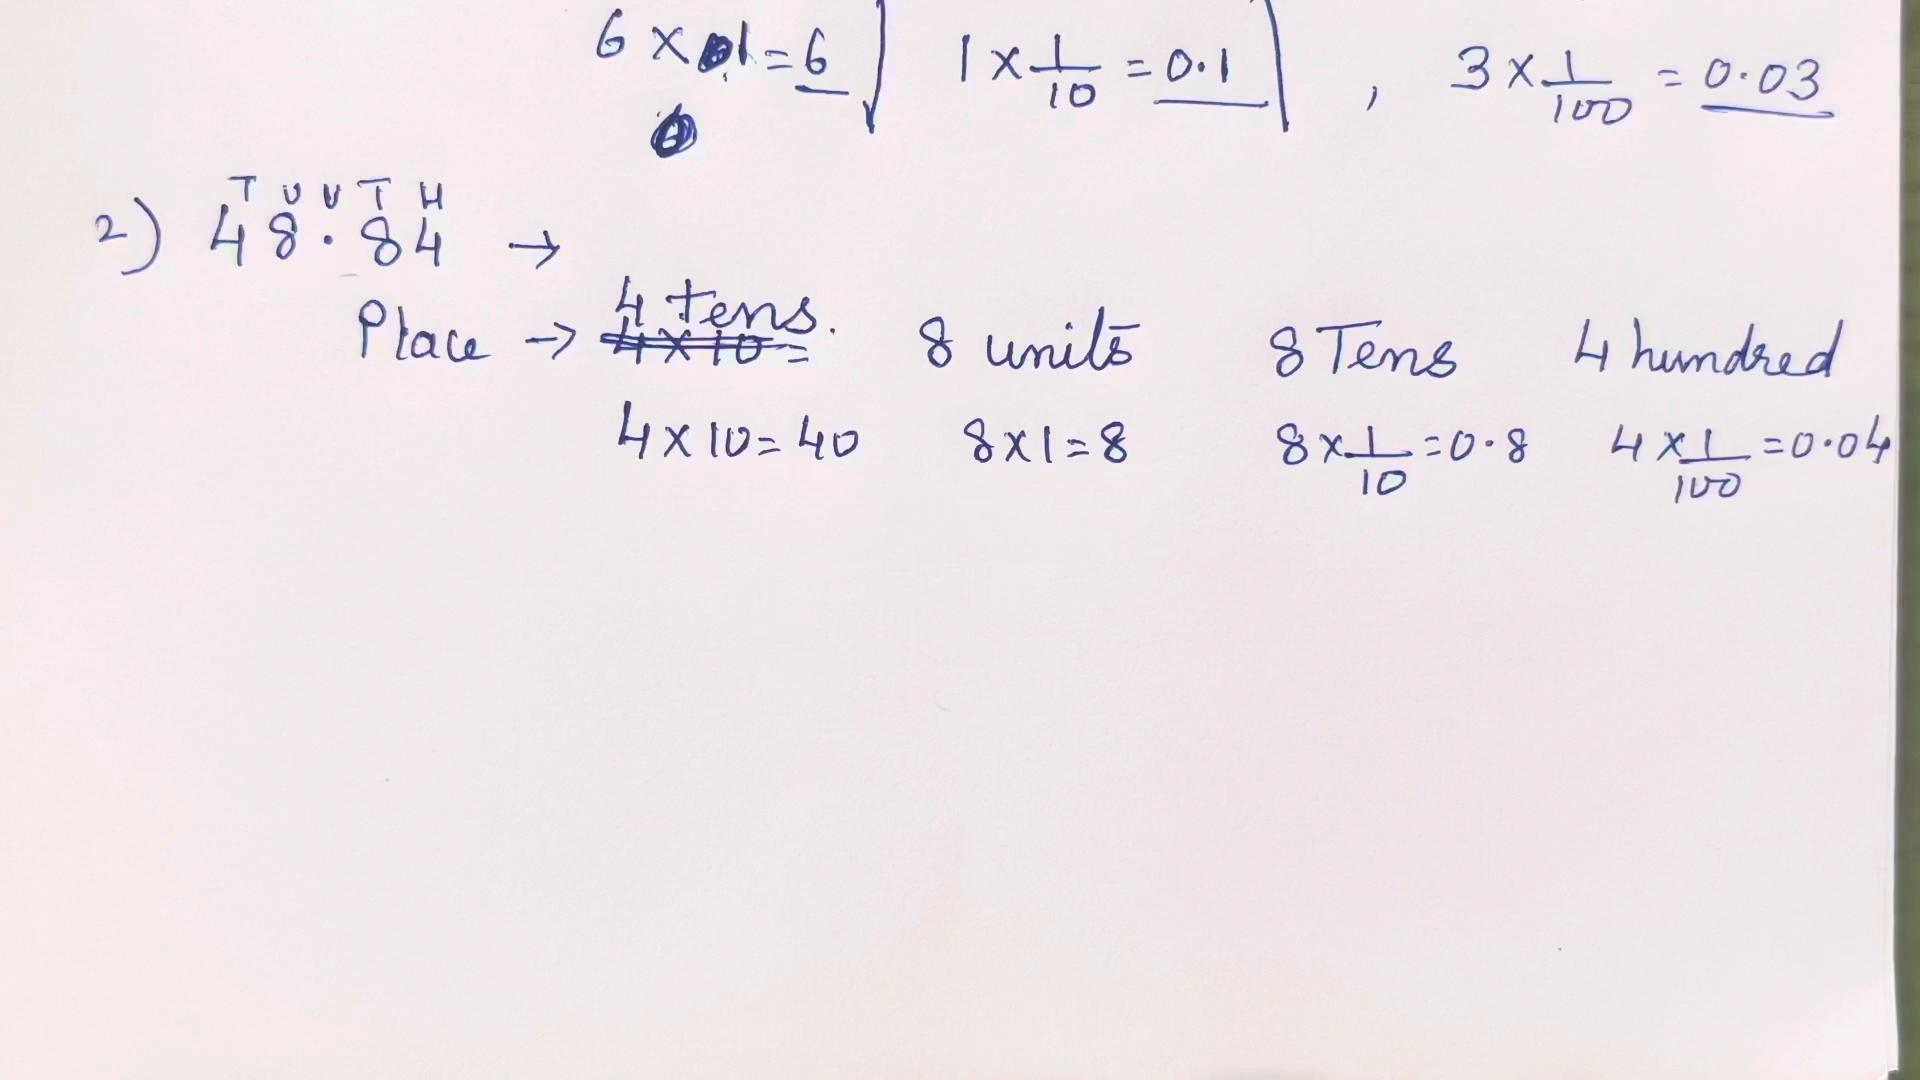 6 × 1 = 6 | 1 × 1/10 = 0.1 | , 3 × 1/100 = 0.03
T U U T H
2) 48.84 →
4 tens.
Place → 4×10= 8 units 8 Tens 4 hundred
4×10=40 8×1=8 8×1/10=0.8 4×1/100=0.04